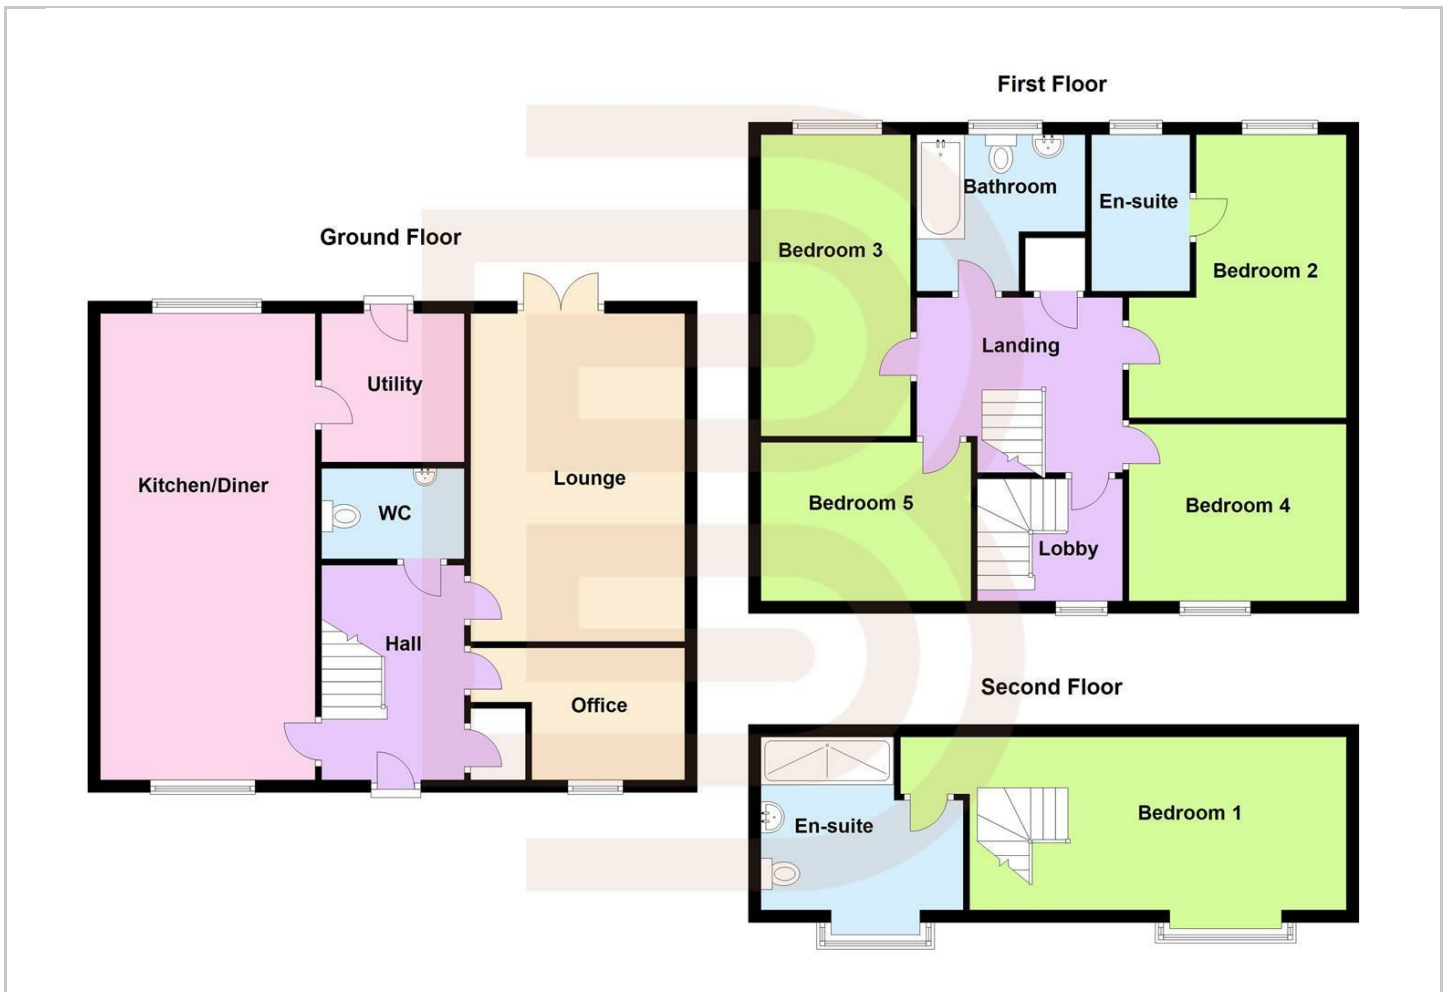 Ground Floor
Kitchen/Diner
Utility
WC
Hall
Lounge
Office
First Floor
Bedroom 3
Bathroom
En-suite
Bedroom 2
Landing
Bedroom 5
Lobby
Bedroom 4
Second Floor
En-suite
Bedroom 1